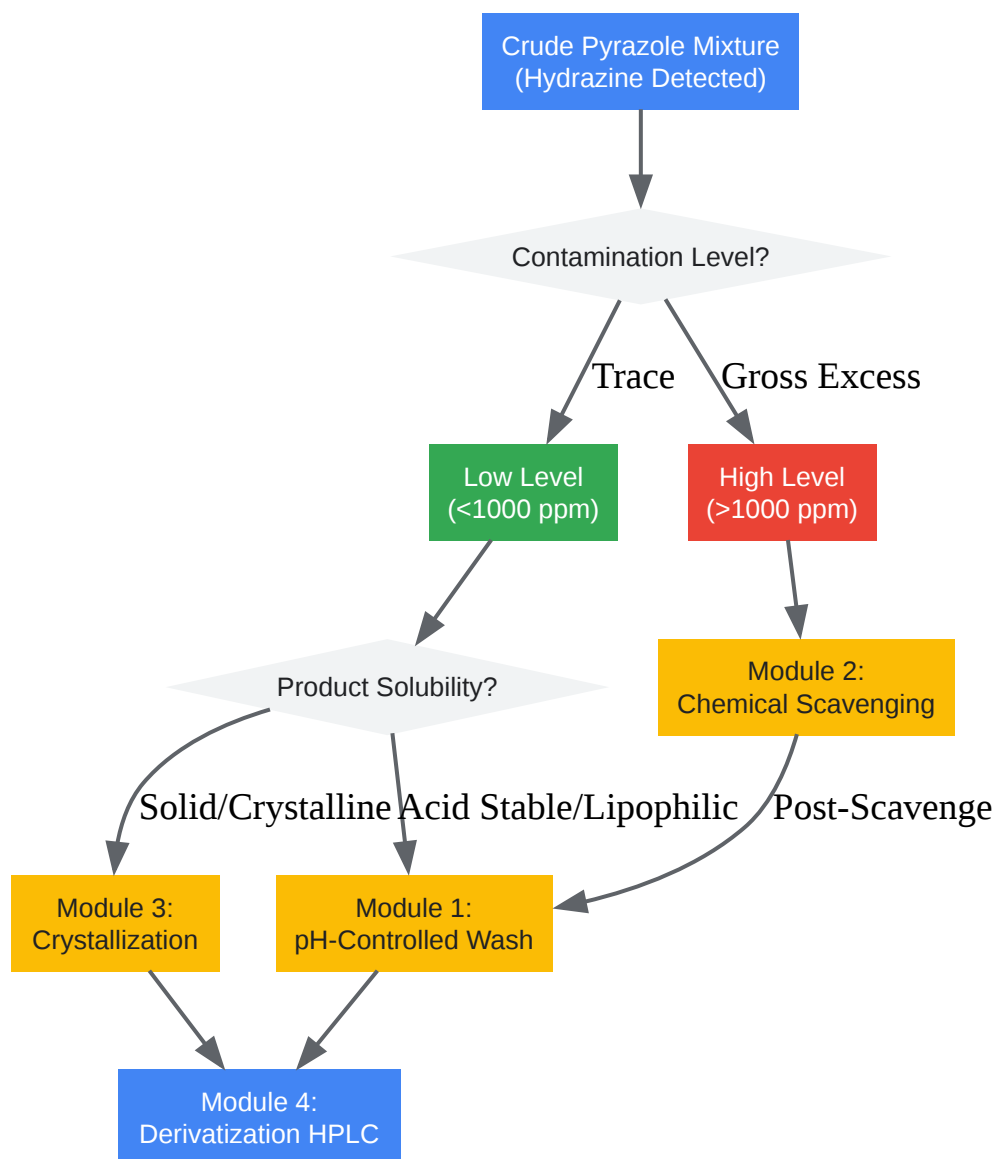 Crude Pyrazole Mixture
(Hydrazine Detected)
Contamination Level?
Trace
Gross Excess
Low Level
(<1000 ppm)
High Level
(>1000 ppm)
Product Solubility?
Module 2:
Chemical Scavenging
Solid/Crystalline
Acid Stable/Lipophilic
Post-Scavenge
Module 3:
Crystallization
Module 1:
pH-Controlled Wash
Module 4:
Derivatization HPLC